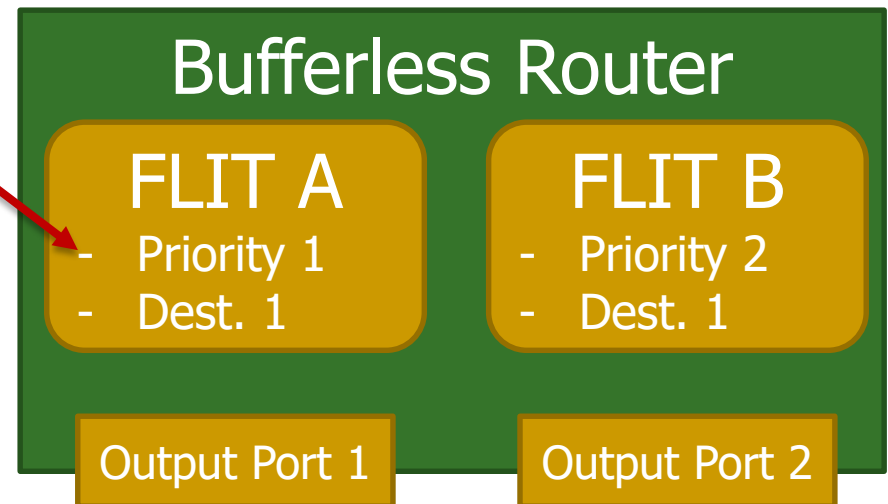 Bufferless Router
FLIT A
- Priority 1
- Dest. 1
FLIT B
- Priority 2
- Dest. 1
Output Port 1
Output Port 2